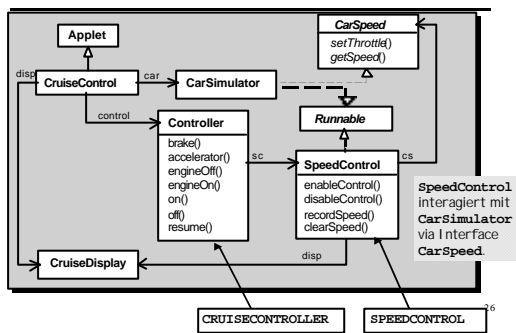 Applet
CarSpeed
setThrottle()
getSpeed()
disp
CruiseControl
car
CarSimulator
control
Runnable
Controller
brake()
accelerator()
engineOff()
engineOn()
on()
off()
resume()
sc
SpeedControl
cs
enableControl()
disableControl()
recordSpeed()
clearSpeed()
SpeedControl
interagiert mit
CarSimulator
via Interface
CarSpeed.
CruiseDisplay
disp
CRUISECONTROLLER
SPEEDCONTROL
26